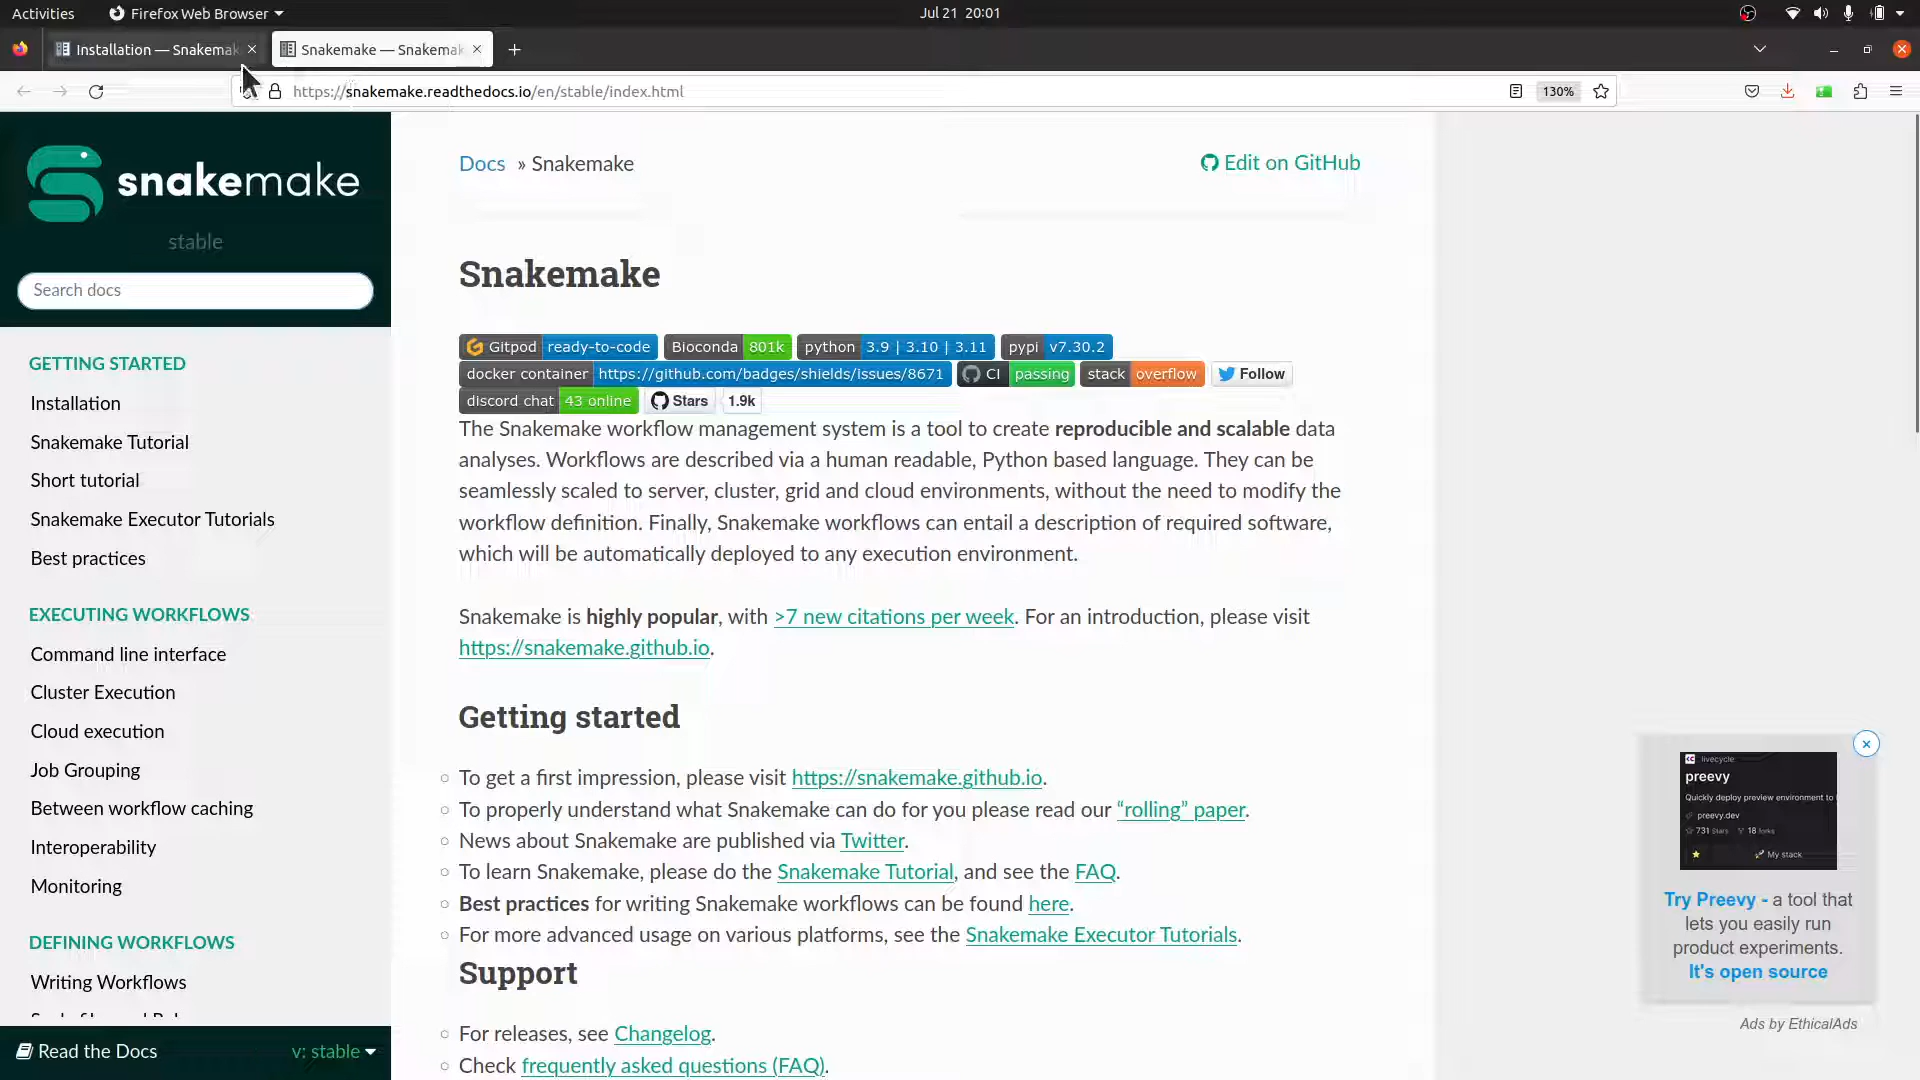 Activities
Firefox Web Browser
Jul 21 20:01
Installation — Snakemak
Snakemake — Snakemak
https://snakemake.readthedocs.io/en/stable/index.html
130%
snakemake
stable
Search docs
GETTING STARTED
Installation
Snakemake Tutorial
Short tutorial
Snakemake Executor Tutorials
Best practices
EXECUTING WORKFLOWS
Command line interface
Cluster Execution
Cloud execution
Job Grouping
Between workflow caching
Interoperability
Monitoring
DEFINING WORKFLOWS
Writing Workflows
Read the Docs
v: stable
Docs » Snakemake
Edit on GitHub
Snakemake
Gitpod ready-to-code Bioconda 801k python 3.9 | 3.10 | 3.11 pypi v7.30.2
docker container https://github.com/badges/shields/issues/8671 CI passing stack overflow Follow
discord chat 43 online Stars 1.9k
The Snakemake workflow management system is a tool to create reproducible and scalable data
analyses. Workflows are described via a human readable, Python based language. They can be
seamlessly scaled to server, cluster, grid and cloud environments, without the need to modify the
workflow definition. Finally, Snakemake workflows can entail a description of required software,
which will be automatically deployed to any execution environment.
Snakemake is highly popular, with >7 new citations per week. For an introduction, please visit
https://snakemake.github.io.
Getting started
To get a first impression, please visit https://snakemake.github.io.
To properly understand what Snakemake can do for you please read our “rolling” paper.
News about Snakemake are published via Twitter.
To learn Snakemake, please do the Snakemake Tutorial, and see the FAQ.
Best practices for writing Snakemake workflows can be found here.
For more advanced usage on various platforms, see the Snakemake Executor Tutorials.
Support
For releases, see Changelog.
Check frequently asked questions (FAQ).
livecycle
preevy
Quickly deploy preview environment to
preevy.dev
731 Stars 18 forks
My stack
Try Preevy - a tool that
lets you easily run
product experiments.
It's open source
Ads by EthicalAds